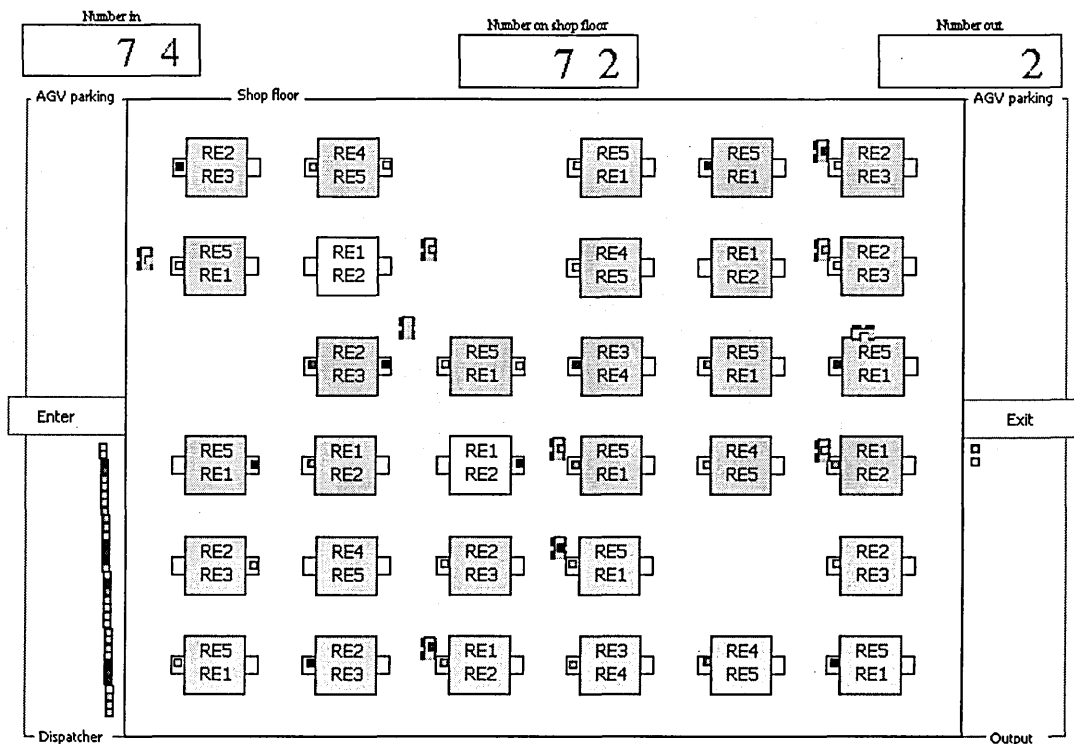 Number in
7 4
Number on shop floor
7 2
Number out
2
AGV parking
Shop floor
AGV parking
RE2
RE3
RE4
RE5
RE5
RE1
RE5
RE1
RE2
RE3
RE5
RE1
RE1
RE2
RE4
RE5
RE1
RE2
RE2
RE3
RE2
RE3
RE5
RE1
RE3
RE4
RE5
RE1
RE5
RE1
Enter
Exit
RE5
RE1
RE1
RE2
RE1
RE2
RE5
RE1
RE4
RE5
RE1
RE2
RE2
RE3
RE4
RE5
RE2
RE3
RE5
RE1
RE2
RE3
RE5
RE1
RE2
RE3
RE1
RE2
RE3
RE4
RE4
RE5
RE5
RE1
Dispatcher
Output